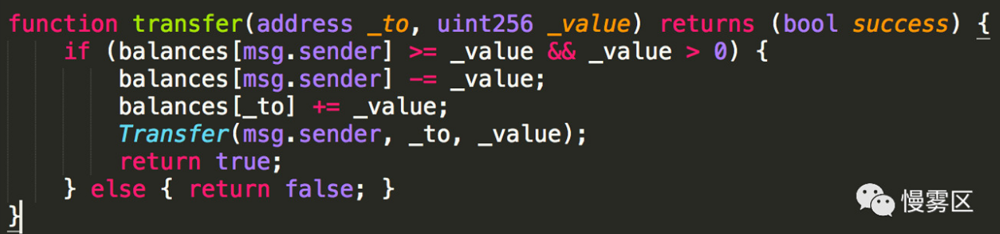 function transfer(address _to, uint256 _value) returns (bool success) {
    if (balances[msg.sender] >= _value && _value > 0) {
        balances[msg.sender] -= _value;
        balances[_to] += _value;
        Transfer(msg.sender, _to, _value);
        return true;
    } else { return false; }
}
慢雾区